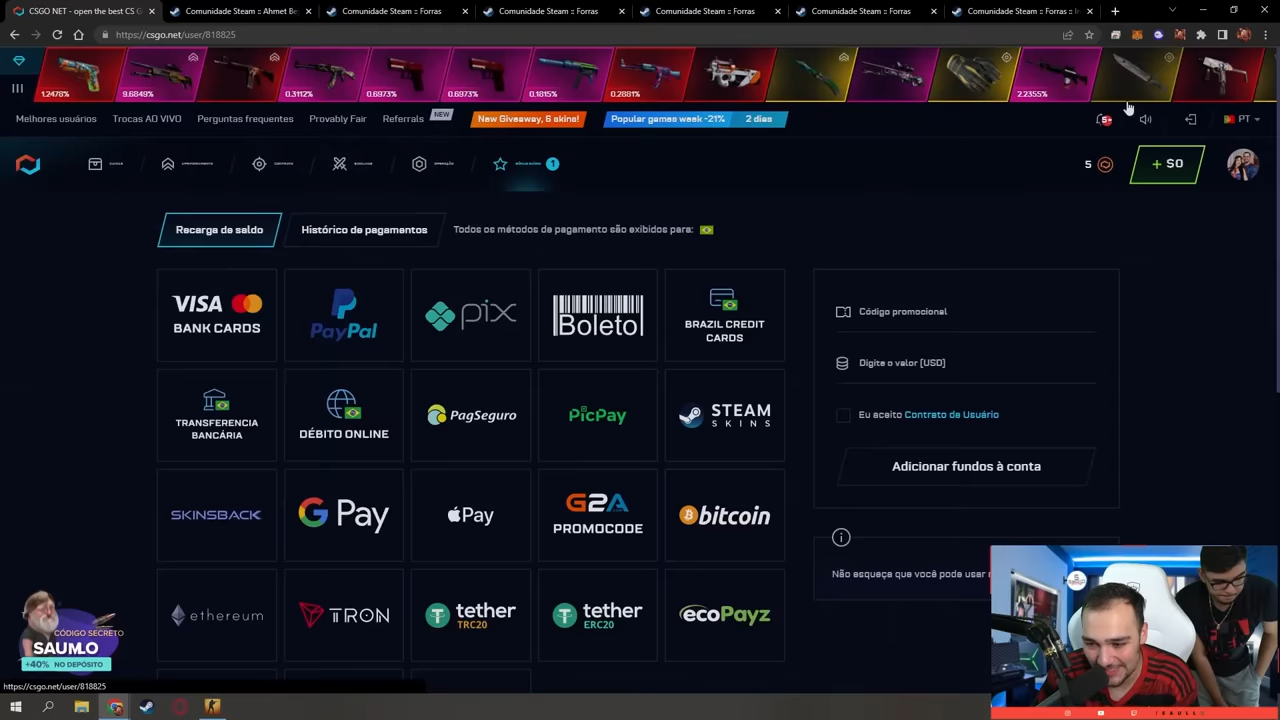 CSGO NET - open the best CS G
Comunidade Steam :: Ahmet Be
Comunidade Steam :: Forras
Comunidade Steam :: Forras
Comunidade Steam :: Forras
Comunidade Steam :: Forras
Comunidade Steam :: Forras
https://csgo.net/user/818825
1.2478%
9.6849%
0.3112%
0.6973%
0.6973%
0.1815%
0.2881%
2.2355%
Melhores usuários
Trocas AO VIVO
Perguntas frequentes
Provably Fair
Referrals
NEW
New Giveaway, 6 skins!
Popular games week -21%
2 dias
5+
PT
1
5
+ $0
Recarga de saldo
Histórico de pagamentos
Todos os métodos de pagamento são exibidos para:
VISA
BANK CARDS
PayPal
pix
Boleto
BRAZIL CREDIT
CARDS
Código promocional
Digite o valor (USD)
TRANSFERENCIA
BANCÁRIA
DÉBITO ONLINE
PagSeguro
PicPay
STEAM
SKINS
Eu aceito Contrato de Usuário
Adicionar fundos à conta
SKINSBACK
G Pay
Pay
G2A
PROMOCODE
bitcoin
Não esqueça que você pode usar
ethereum
TRON
tether
TRC20
tether
ERC20
ecoPayz
CÓDIGO SECRETO
SAUMLO
+40% NO DEPÓSITO
https://csgo.net/user/818825